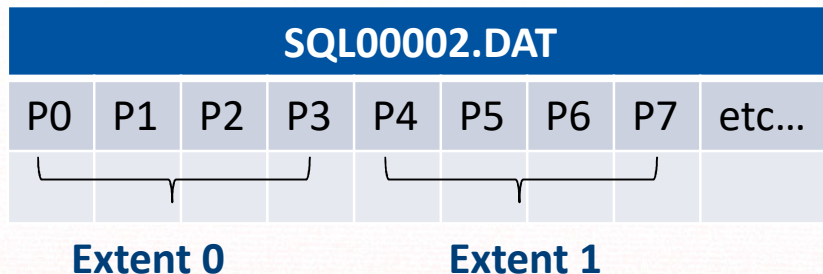 SQL00002.DAT
P0 P1 P2 P3 P4 P5 P6 P7 etc...
Extent 0 Extent 1